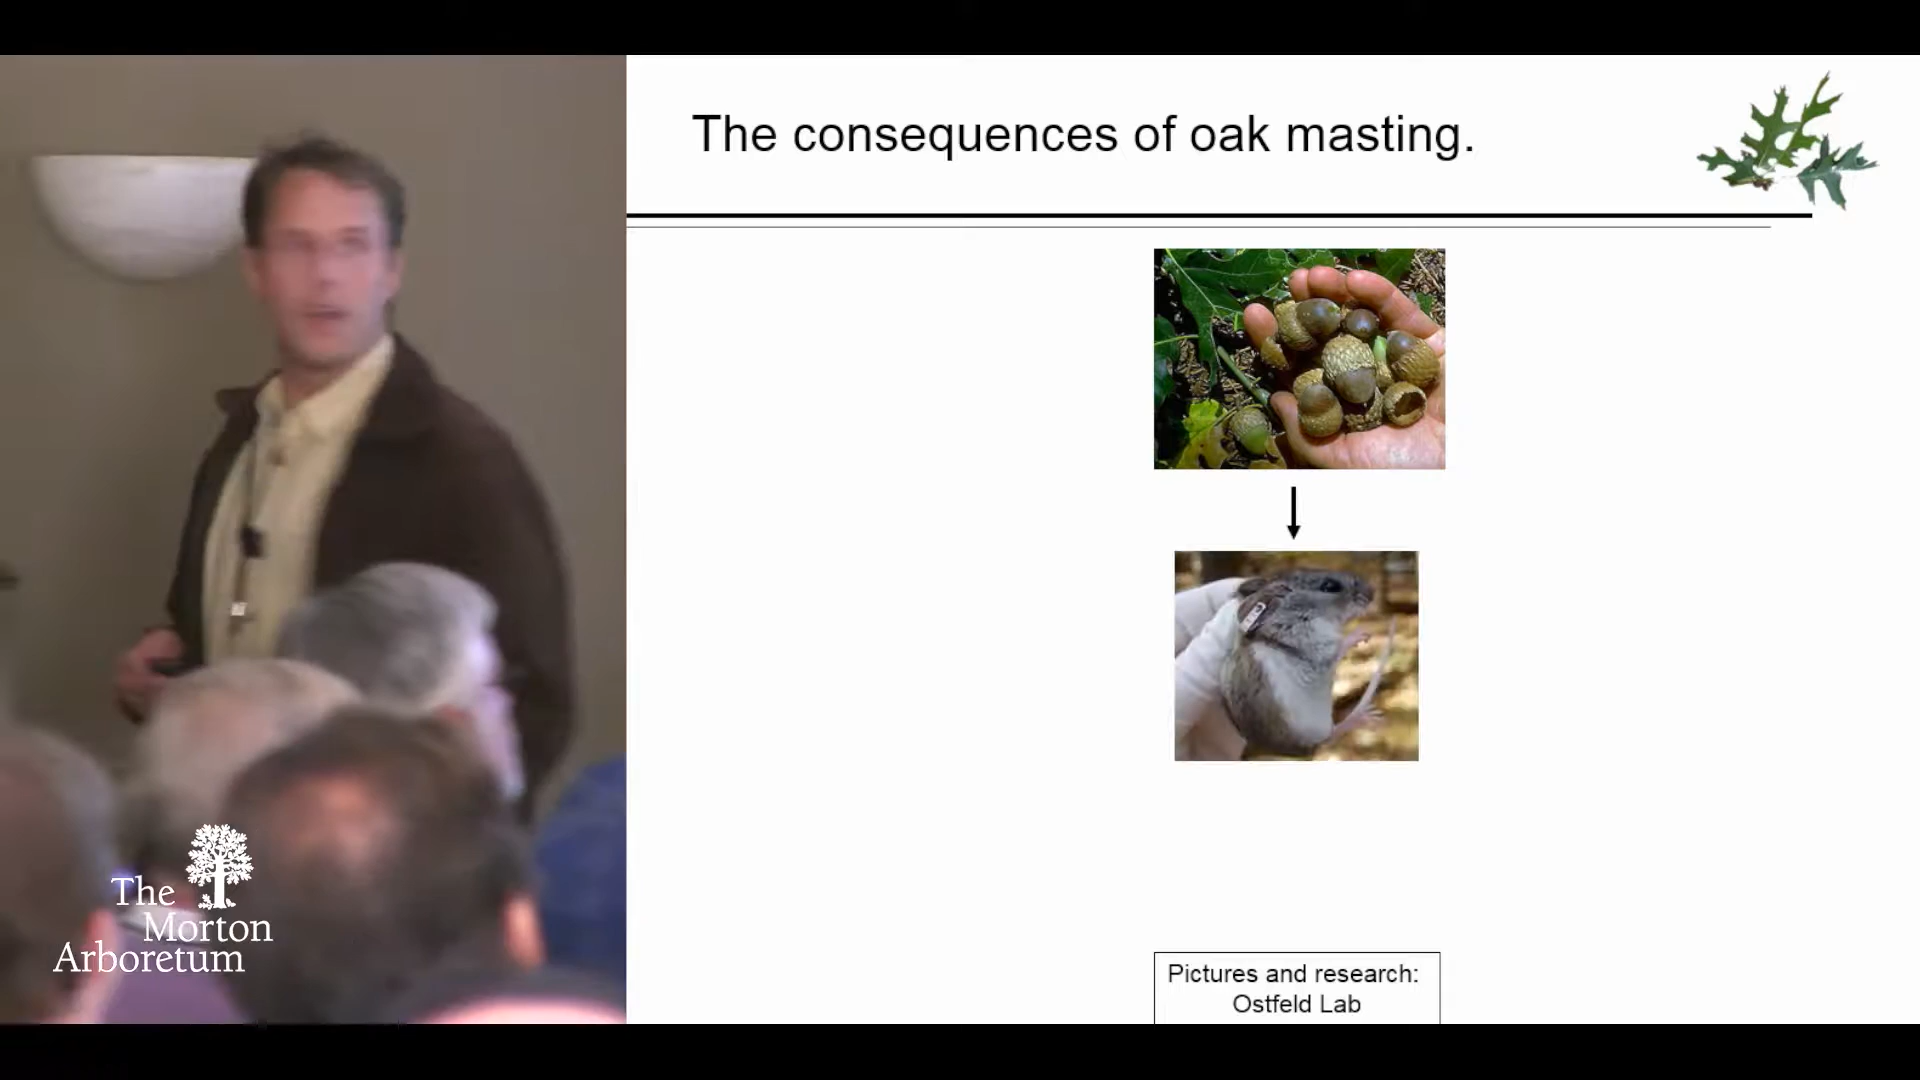 The consequences of oak masting.
Pictures and research:
Ostfeld Lab
The
Morton
Arboretum